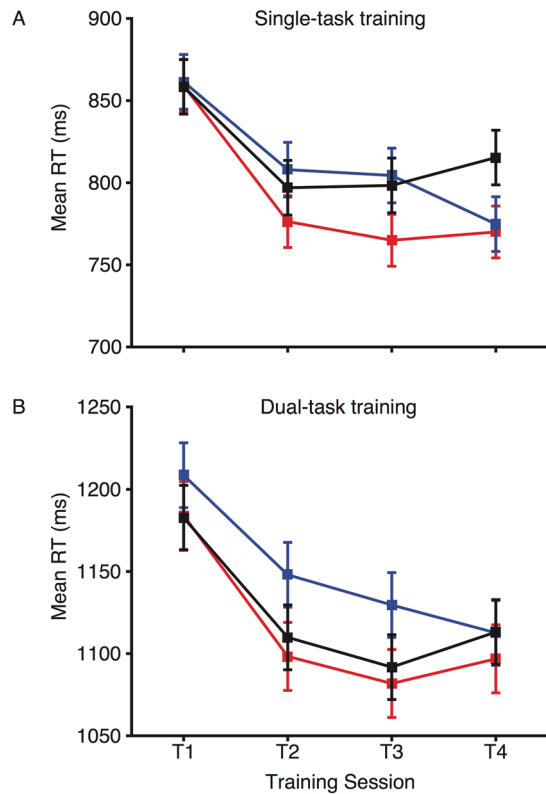 A
Single-task training
900
850
800
750
700
Mean RT (ms)
B
Dual-task training
1250
1200
1150
1100
1050
Mean RT (ms)
T1 T2 T3 T4
Training Session